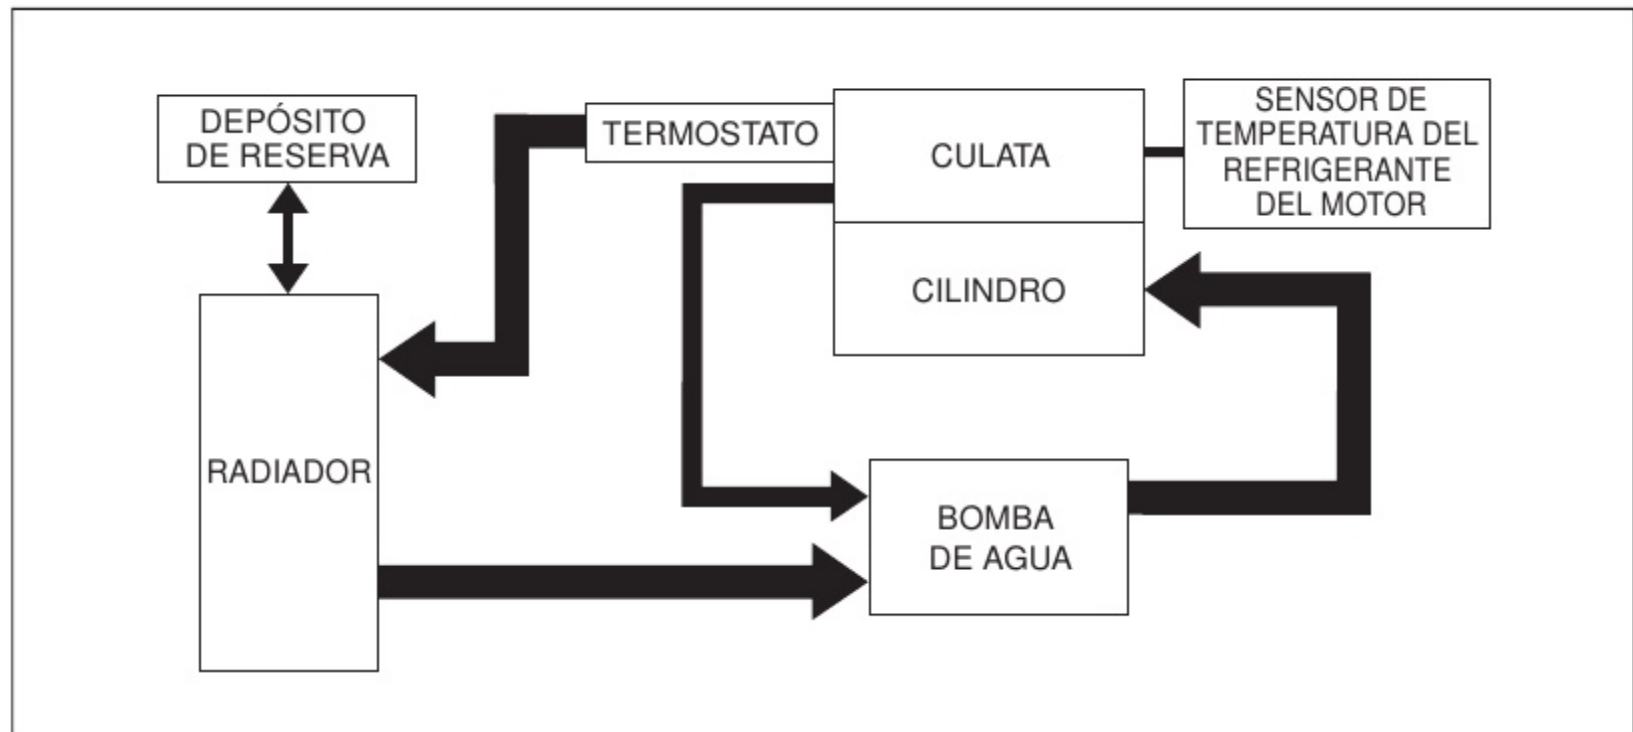 DEPÓSITO
DE RESERVA
TERMOSTATO
CULATA
SENSOR DE
TEMPERATURA DEL
REFRIGERANTE
DEL MOTOR
CILINDRO
RADIADOR
BOMBA
DE AGUA